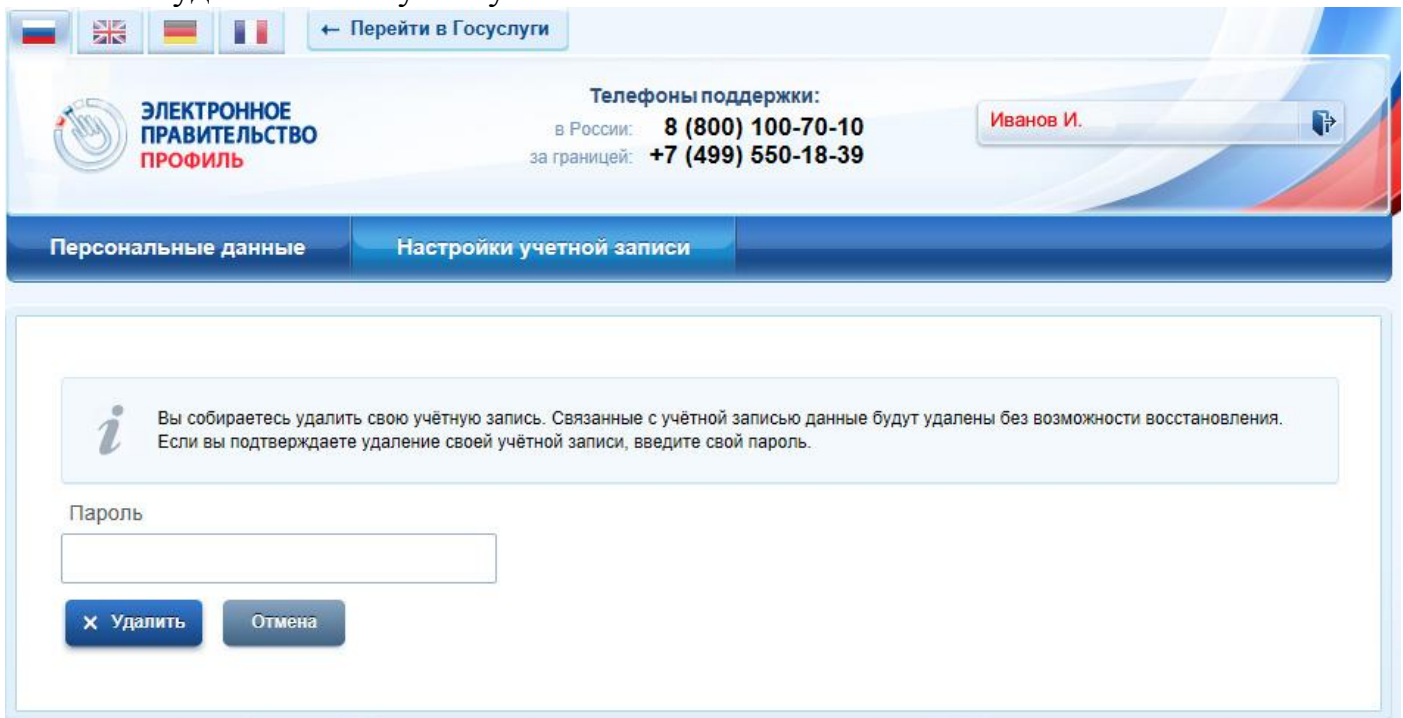 ← Перейти в Госуслуги
ЭЛЕКТРОННОЕ
ПРАВИТЕЛЬСТВО
ПРОФИЛЬ
Телефоны поддержки:
в России: 8 (800) 100-70-10
за границей: +7 (499) 550-18-39
Иванов И.
Персональные данные Настройки учетной записи
Вы собираетесь удалить свою учётную запись. Связанные с учётной записью данные будут удалены без возможности восстановления.
Если вы подтверждаете удаление своей учётной записи, введите свой пароль.
Пароль
× Удалить Отмена